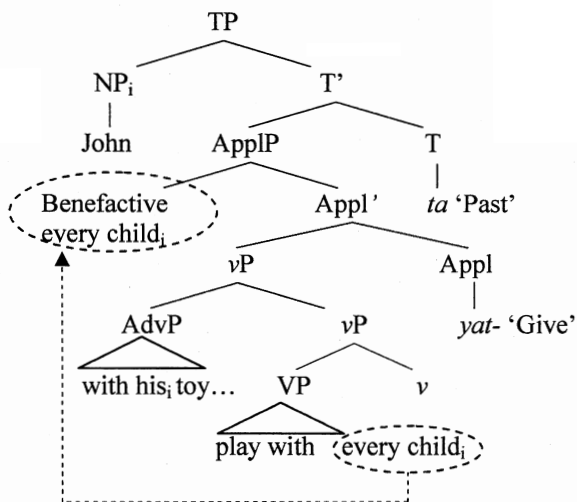 TP
NPᵢ T’
John ApplP T
Benefactive Appl’ ta ‘Past’
every childᵢ
vP Appl
AdvP vP yat- ‘Give’
with hisᵢ toy… VP v
play with every childᵢ